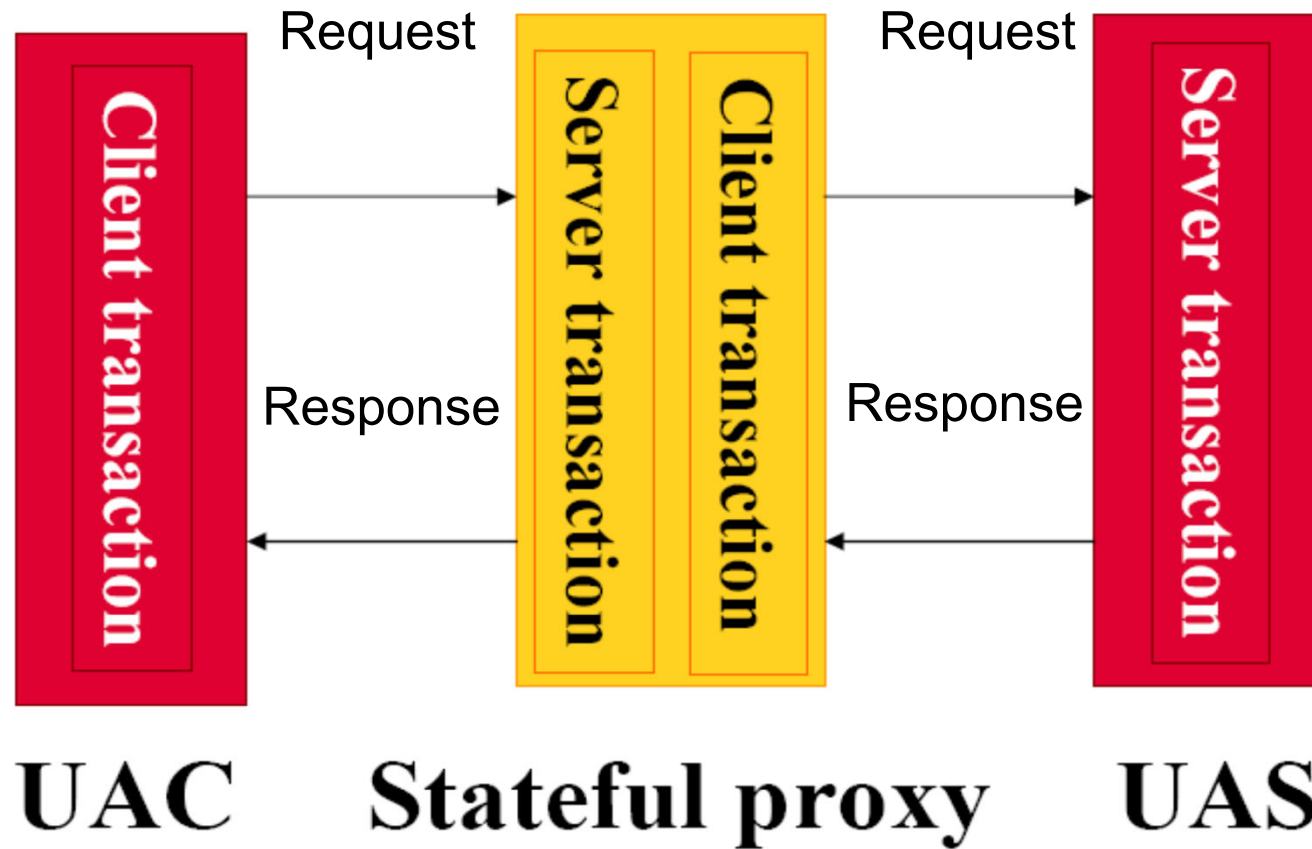 Request
Request
Client transaction
Server transaction
Client transaction
Server transaction
Response
Response
UAC
Stateful proxy
UAS